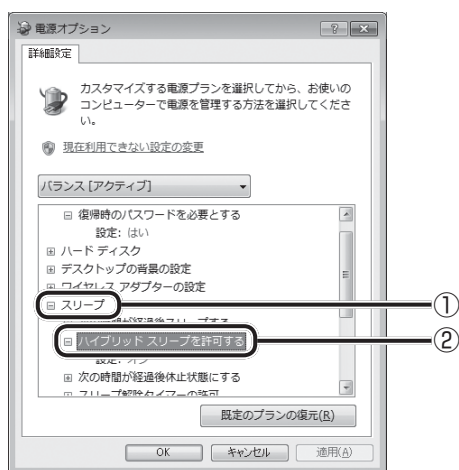 電源オプション
詳細設定
カスタマイズする電源プランを選択してから、お使いの
コンピューターで電源を管理する方法を選択してくださ
い。
現在利用できない設定の変更
バランス [アクティブ]
復帰時のパスワードを必要とする
設定: はい
ハード ディスク
デスクトップの背景の設定
ワイヤレス アダプターの設定
スリープ
①
ハイブリッド スリープを許可する
②
次の時間が経過後休止状態にする
既定のプランの復元(R)
OK
キャンセル
適用(A)